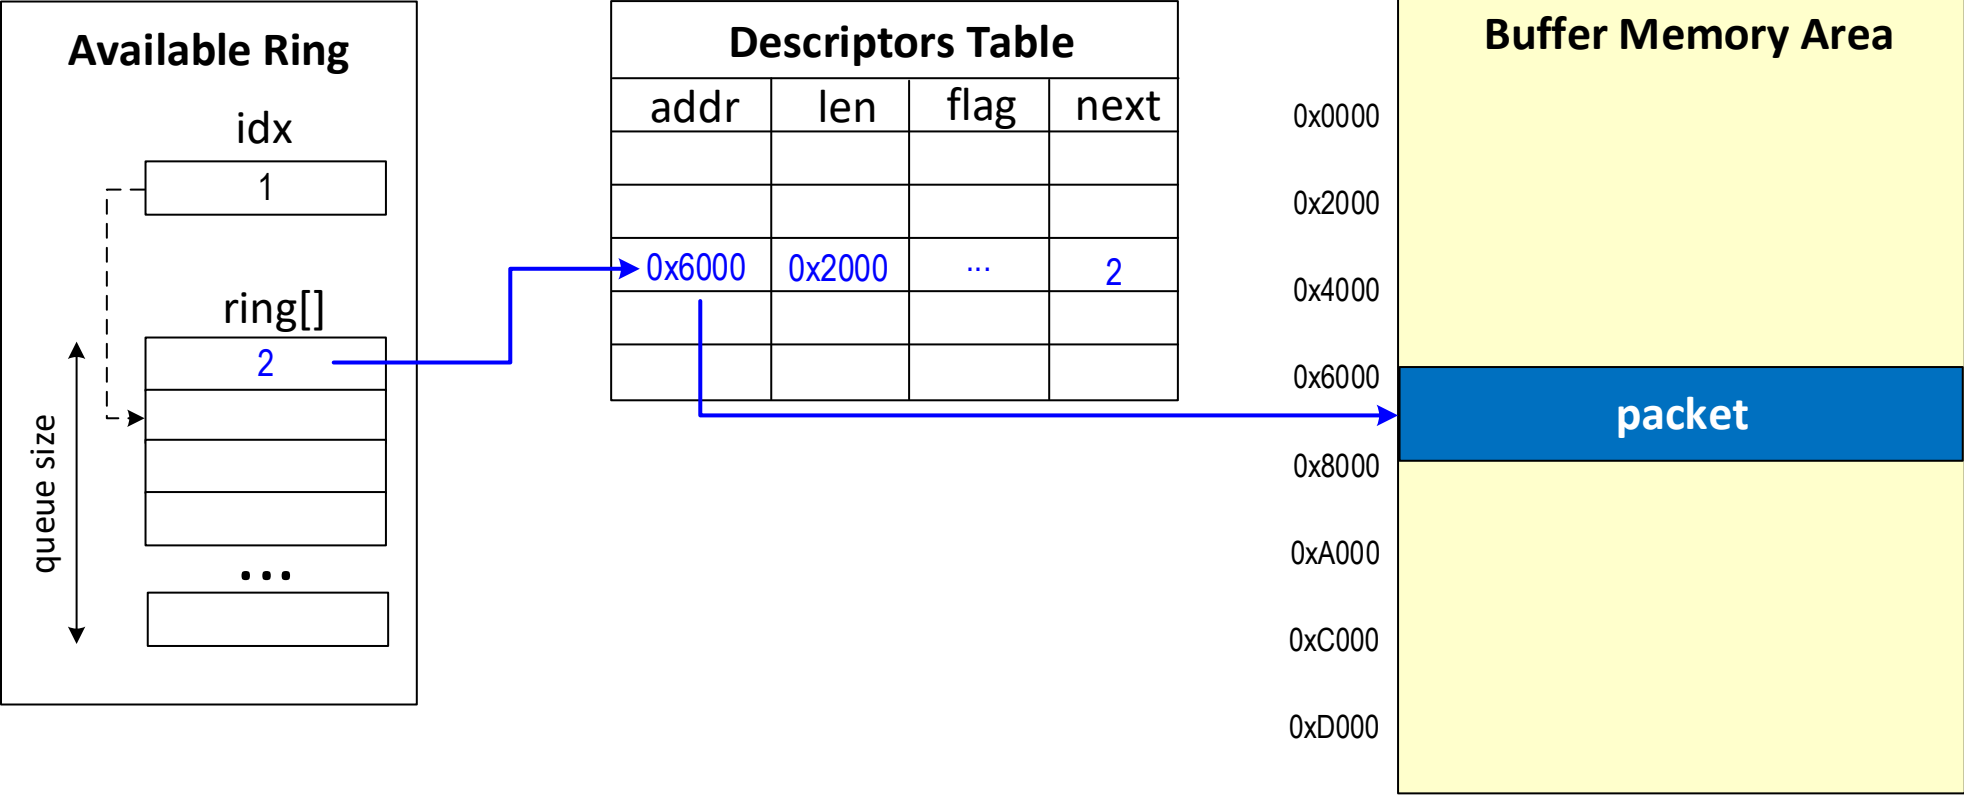 Available Ring
idx
1
ring[]
2
...
queue size
Descriptors Table
addr len flag next
0x6000 0x2000 ... 2
Buffer Memory Area
0x0000
0x2000
0x4000
0x6000
packet
0x8000
0xA000
0xC000
0xD000